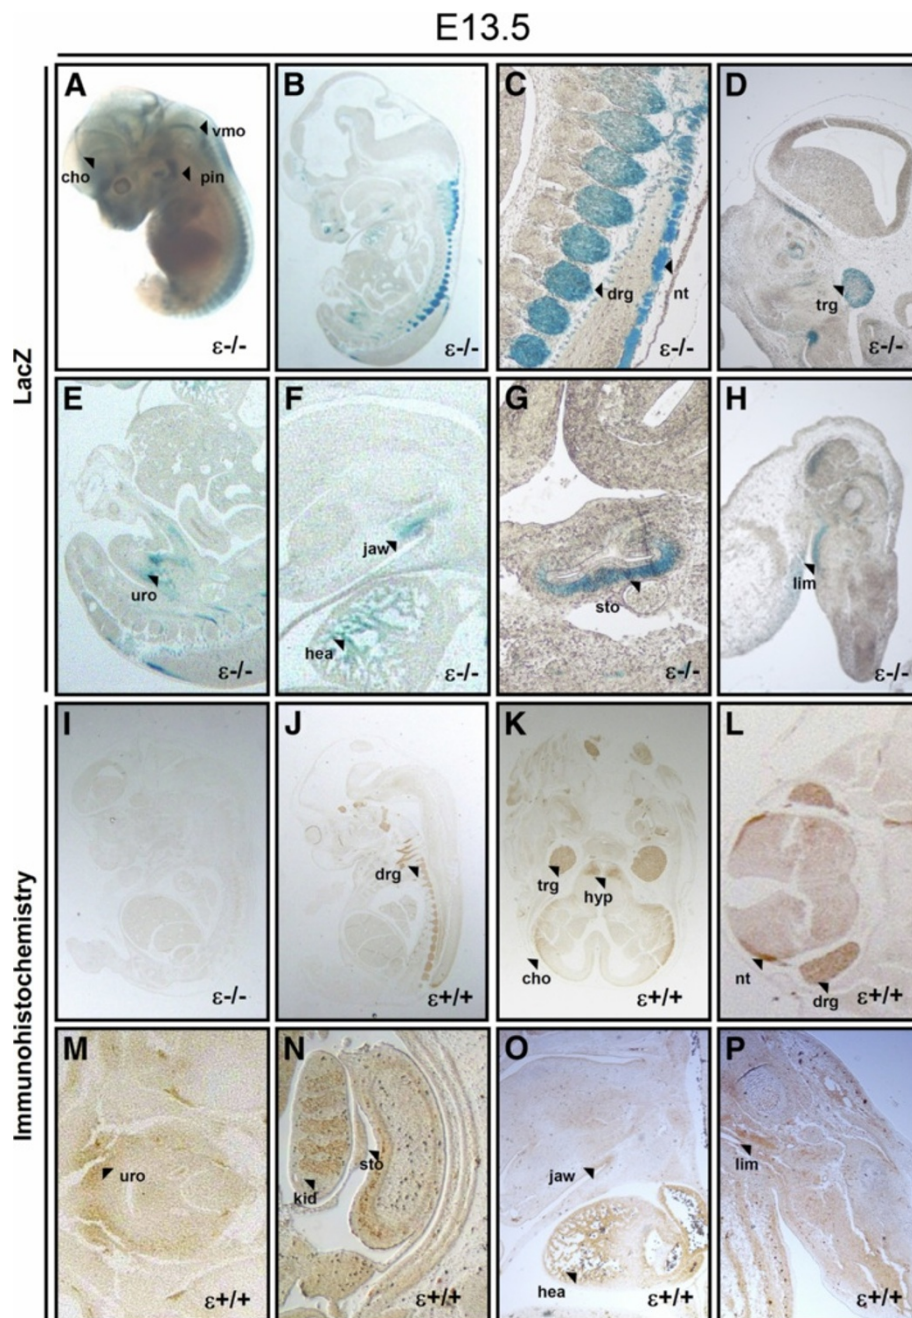 E13.5
LacZ
A
vmo
cho
pin
ε-/-
B
ε-/-
C
drg
nt
ε-/-
D
trg
ε-/-
E
uro
ε-/-
F
jaw
hea
ε-/-
G
sto
ε-/-
H
lim
ε-/-
Immunohistochemistry
I
ε-/-
J
drg
ε+/+
K
trg
hyp
cho
ε+/+
L
nt
drg
ε+/+
M
uro
ε+/+
N
sto
kid
ε+/+
O
jaw
hea
ε+/+
P
lim
ε+/+